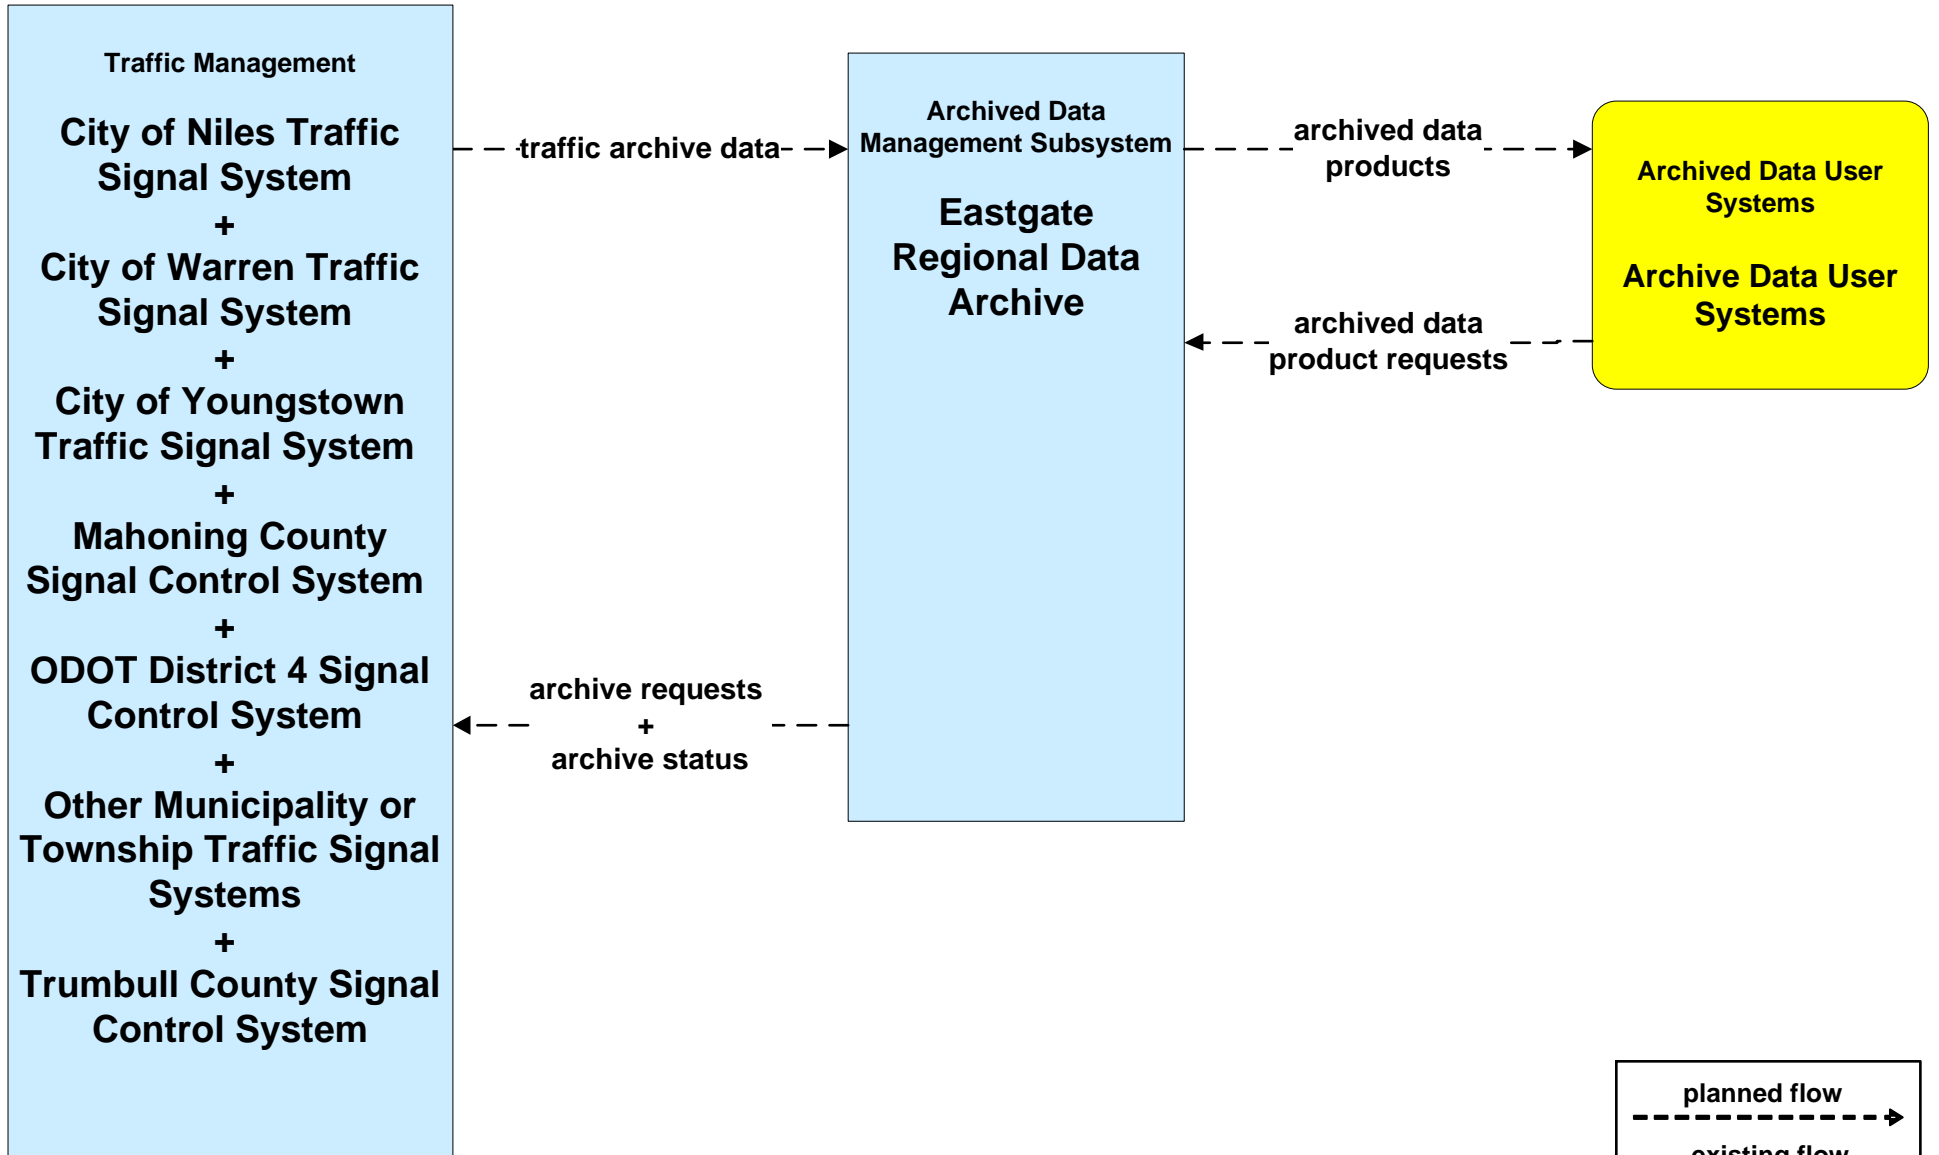 Traffic Management
City of Niles Traffic
Signal System
+
City of Warren Traffic
Signal System
+
City of Youngstown
Traffic Signal System
+
Mahoning County
Signal Control System
+
ODOT District 4 Signal
Control System
+
Other Municipality or
Township Traffic Signal
Systems
+
Trumbull County Signal
Control System
traffic archive data
archive requests
+
archive status
Archived Data
Management Subsystem
Eastgate
Regional Data
Archive
archived data
products
archived data
product requests
Archived Data User
Systems
Archive Data User
Systems
planned flow
existing flow